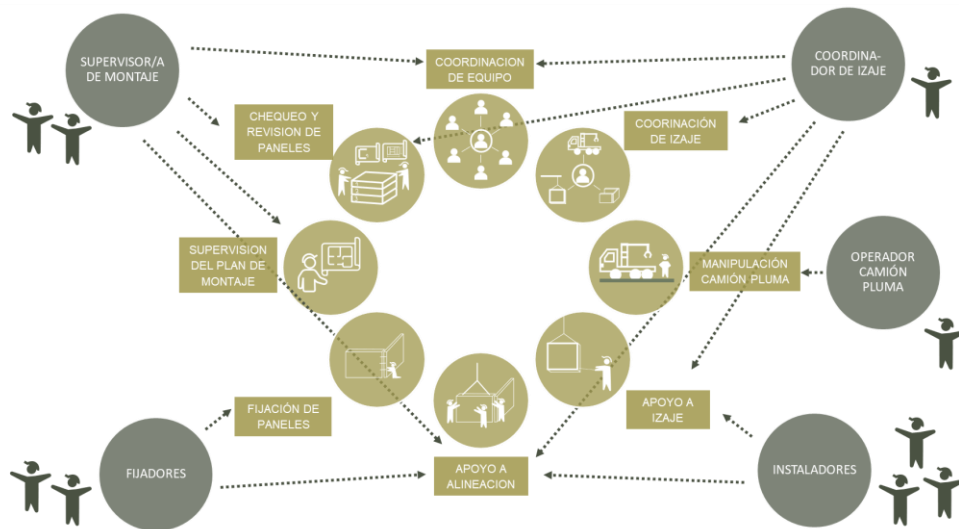 SUPERVISOR/A
DE MONTAJE
COORDINACION
DE EQUIPO
COORDINA-
DOR DE IZAJE
CHEQUEO Y
REVISION DE
PANELES
COORINACIÓN
DE IZAJE
SUPERVISION
DEL PLAN DE
MONTAJE
MANIPULACIÓN
CAMIÓN PLUMA
OPERADOR
CAMIÓN
PLUMA
FIJACIÓN DE
PANELES
APOYO A
IZAJE
FIJADORES
APOYO A
ALINEACION
INSTALADORES